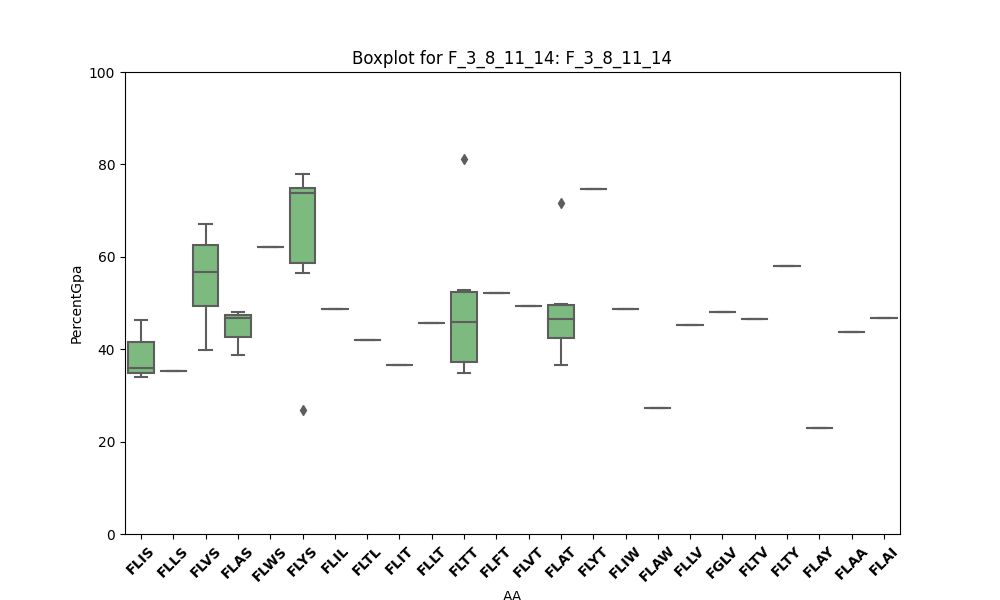 Boxplot for F_3_8_11_14: F_3_8_11_14
100
80
60
40
20
0
PercentGpa
FLIS FLLS FLVS FLAS FLWS FLYS FLIL FLTL FLIT FLLT FLTT FLFT FLVT FLAT FLYT FLIW FLAW FLLV FGLV FLTV FLTY FLAY FLAA FLAI
AA